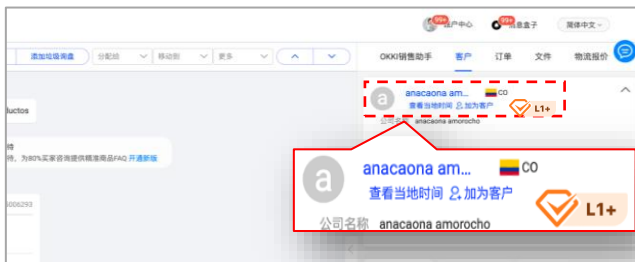 99+ 账户中心 99+ 消息盒子 简体中文
添加垃圾询盘 分配给 移动到 更多
OKKI销售助手 客户 订单 文件 物流报价
a anacaona am... CO
查看当地时间 加为客户 L1+
公司名称 anacaona amorocho
ductos
待
待，为80%买家咨询提供精准商品FAQ 开通新版
6006293
a anacaona am... CO
查看当地时间 加为客户
L1+
公司名称 anacaona amorocho